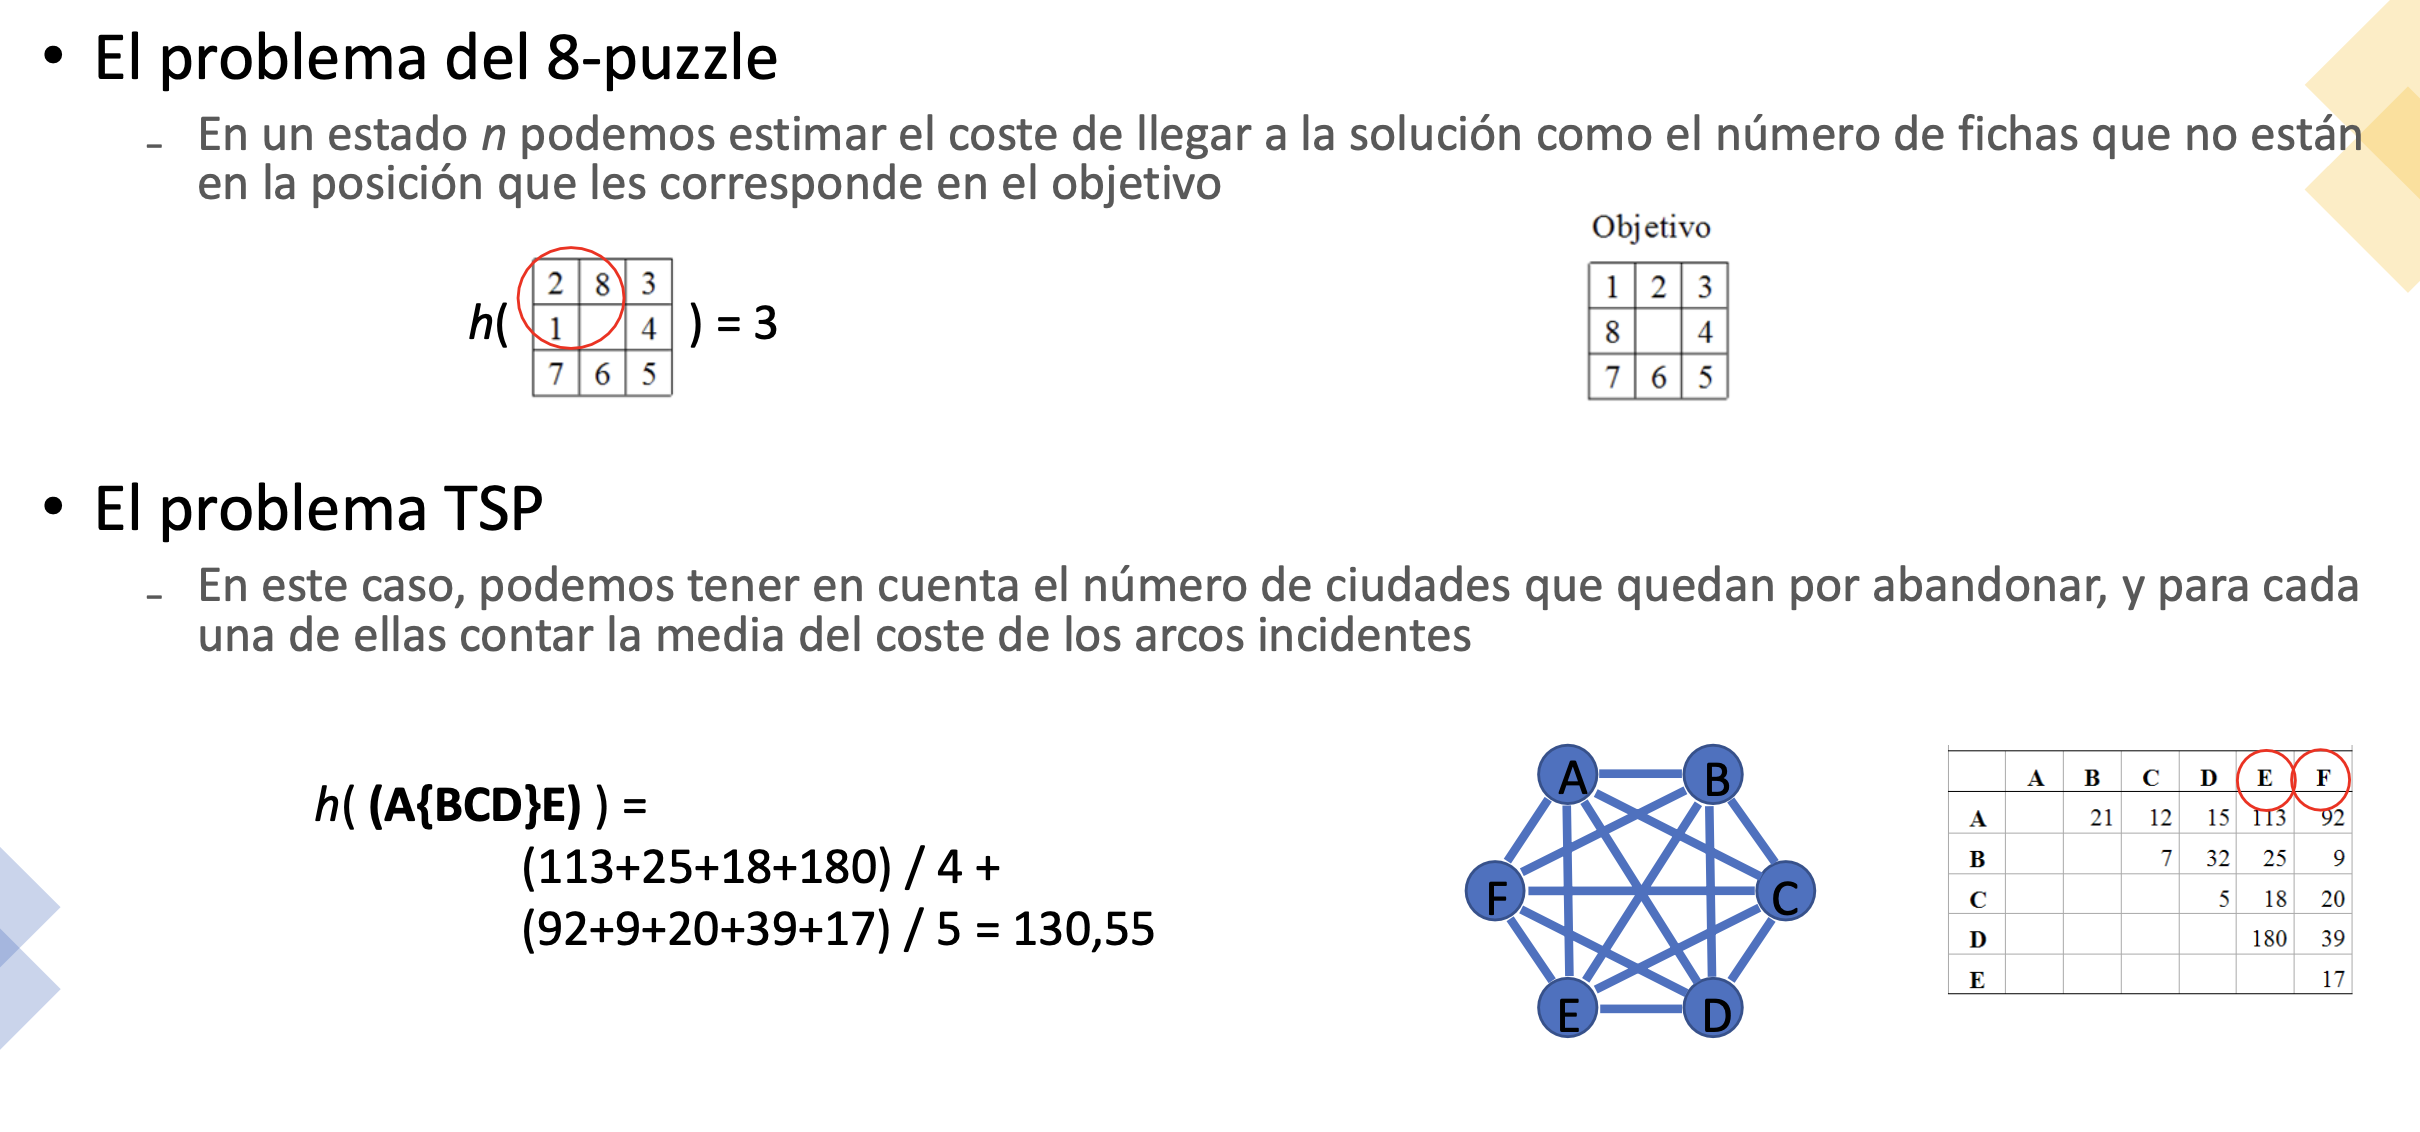 • El problema del 8-puzzle
– En un estado n podemos estimar el coste de llegar a la solución como el número de fichas que no están
en la posición que les corresponde en el objetivo
Objetivo
h(
2 8 3
1 4
7 6 5
) = 3
1 2 3
8 4
7 6 5
• El problema TSP
– En este caso, podemos tener en cuenta el número de ciudades que quedan por abandonar, y para cada
una de ellas contar la media del coste de los arcos incidentes
h( (A{BCD}E) ) =
(113+25+18+180) / 4 +
(92+9+20+39+17) / 5 = 130,55
A B
F C
E D
A B C D E F
A 21 12 15 113 92
B 7 32 25 9
C 5 18 20
D 180 39
E 17